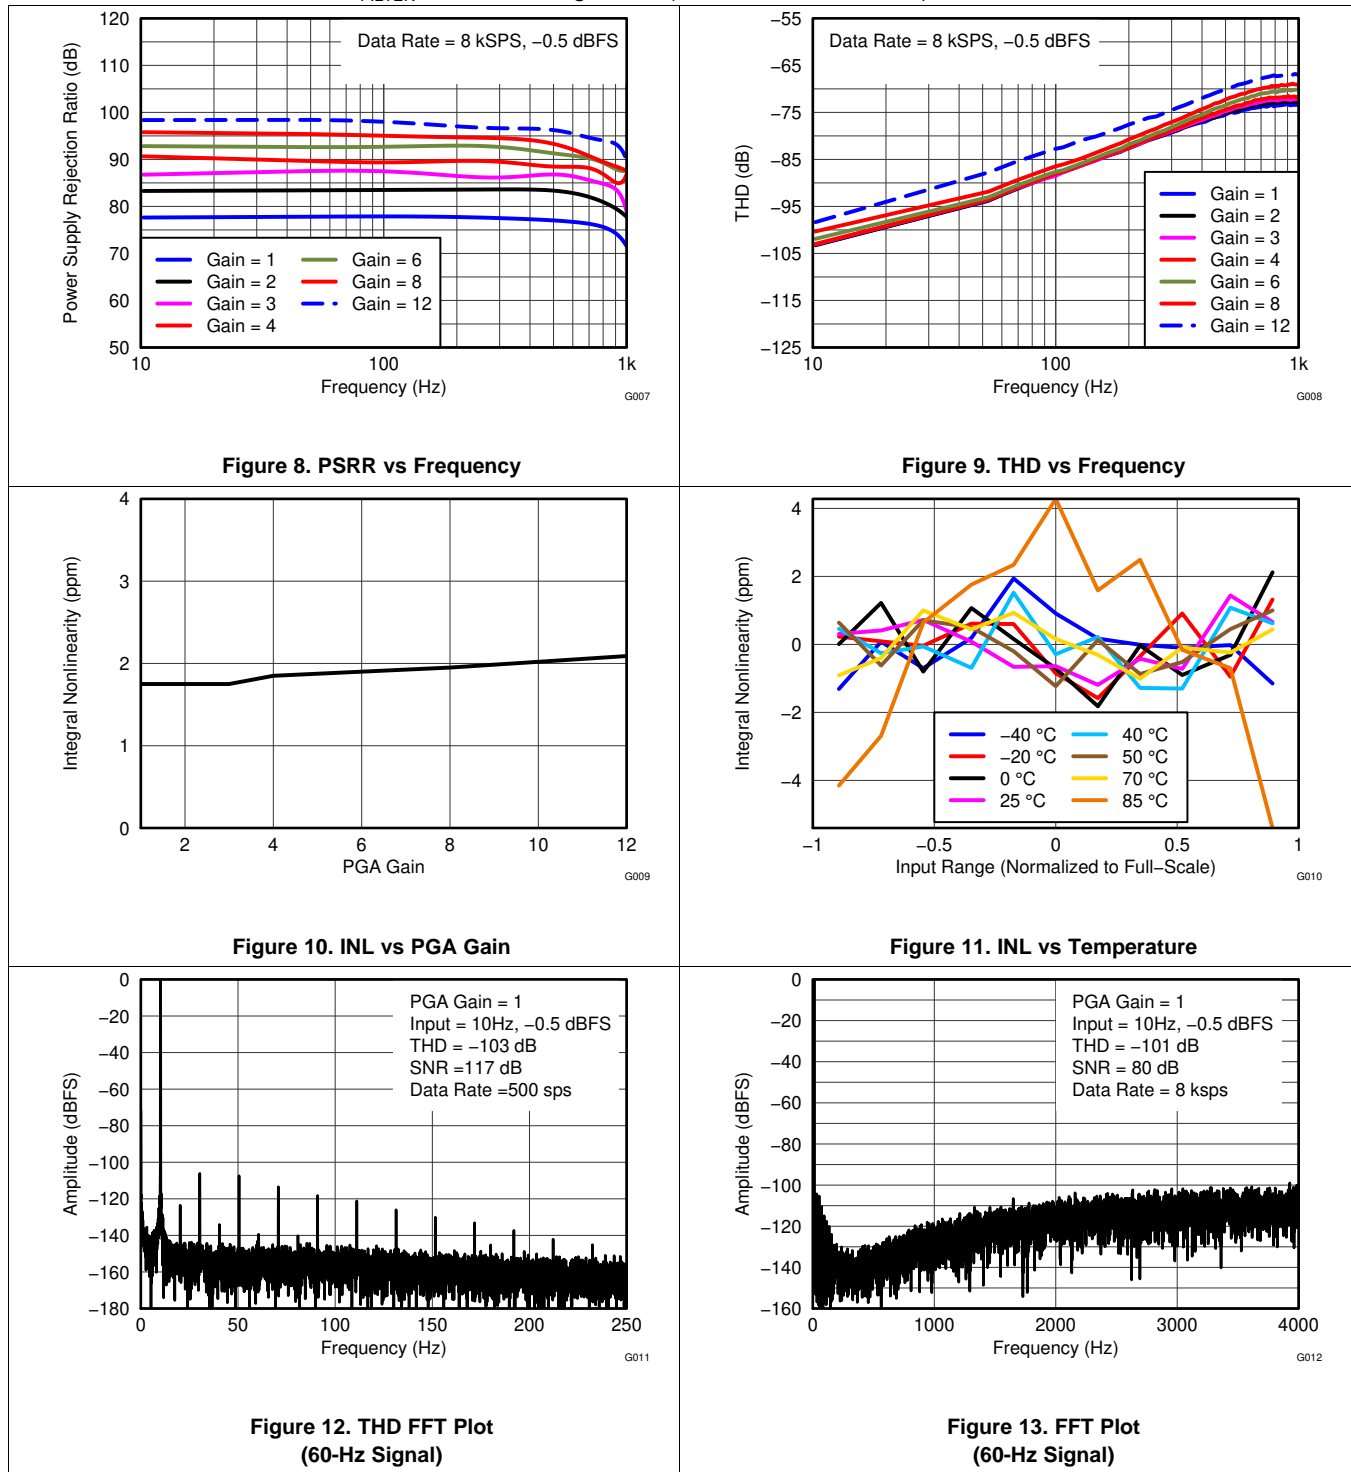 Data Rate = 8 kSPS, −0.5 dBFS
Power Supply Rejection Ratio (dB)
120
110
100
90
80
70
60
50
Gain = 1
Gain = 2
Gain = 3
Gain = 4
Gain = 6
Gain = 8
Gain = 12
10
100
1k
Frequency (Hz)
G007
Figure 8. PSRR vs Frequency
Data Rate = 8 kSPS, −0.5 dBFS
THD (dB)
−55
−65
−75
−85
−95
−105
−115
−125
Gain = 1
Gain = 2
Gain = 3
Gain = 4
Gain = 6
Gain = 8
Gain = 12
10
100
1k
Frequency (Hz)
G008
Figure 9. THD vs Frequency
Integral Nonlinearity (ppm)
4
3
2
1
0
2
4
6
8
10
12
PGA Gain
G009
Figure 10. INL vs PGA Gain
Integral Nonlinearity (ppm)
4
2
0
−2
−4
−40 °C
−20 °C
0 °C
25 °C
40 °C
50 °C
70 °C
85 °C
−1
−0.5
0
0.5
1
Input Range (Normalized to Full−Scale)
G010
Figure 11. INL vs Temperature
Amplitude (dBFS)
0
−20
−40
−60
−80
−100
−120
−140
−160
−180
PGA Gain = 1
Input = 10Hz, −0.5 dBFS
THD = −103 dB
SNR =117 dB
Data Rate =500 sps
0
50
100
150
200
250
Frequency (Hz)
G011
Figure 12. THD FFT Plot
(60-Hz Signal)
Amplitude (dBFS)
0
−20
−40
−60
−80
−100
−120
−140
−160
PGA Gain = 1
Input = 10Hz, −0.5 dBFS
THD = −101 dB
SNR = 80 dB
Data Rate = 8 ksps
0
1000
2000
3000
4000
Frequency (Hz)
G012
Figure 13. FFT Plot
(60-Hz Signal)